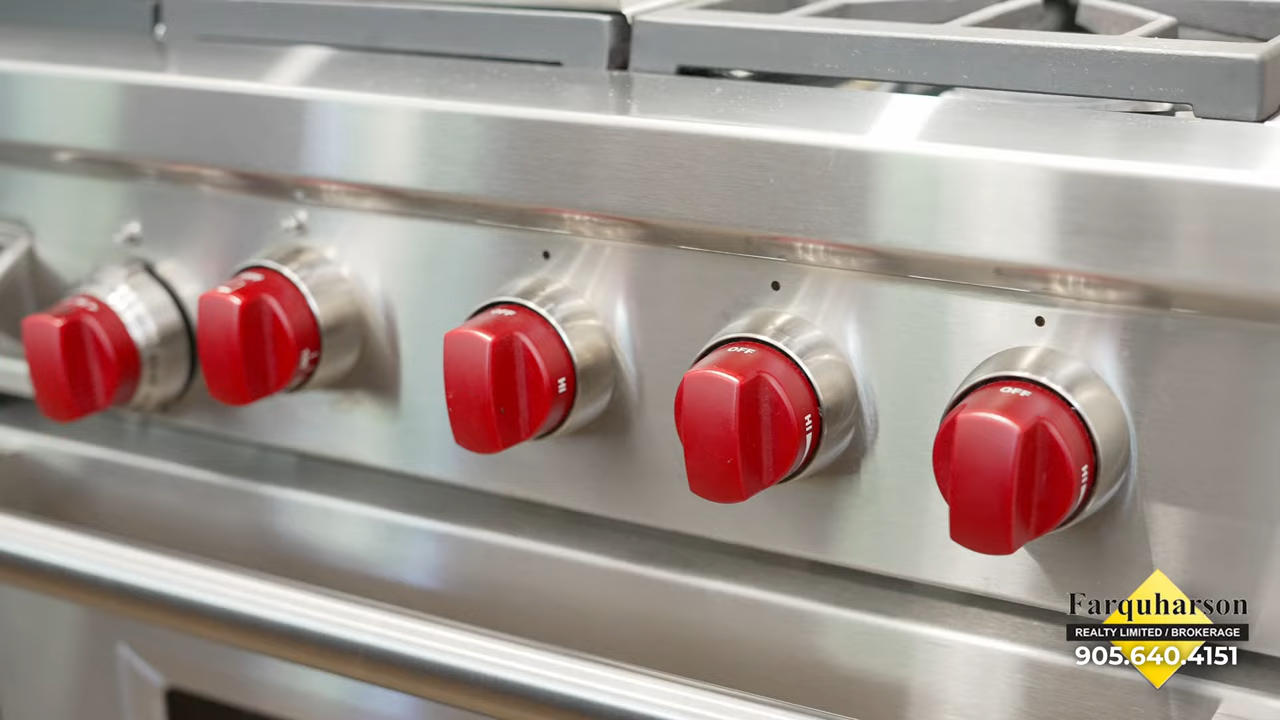 OFF
HI
OFF
HI
OFF
HI
Farquharson
REALTY LIMITED / BROKERAGE
905.640.4151